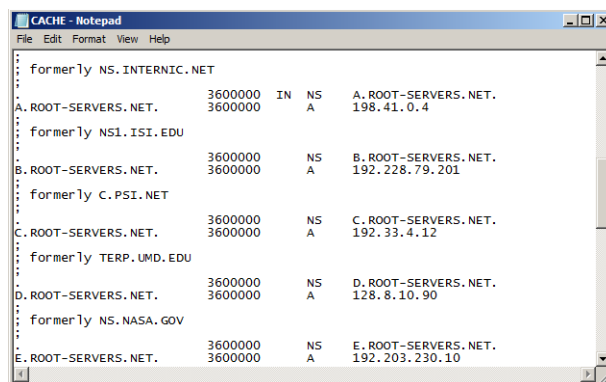 CACHE - Notepad
File Edit Format View Help
;
; formerly NS.INTERNIC.NET
;
. 3600000 IN NS A.ROOT-SERVERS.NET.
A.ROOT-SERVERS.NET. 3600000 A 198.41.0.4
;
; formerly NS1.ISI.EDU
;
. 3600000 NS B.ROOT-SERVERS.NET.
B.ROOT-SERVERS.NET. 3600000 A 192.228.79.201
;
; formerly C.PSI.NET
;
. 3600000 NS C.ROOT-SERVERS.NET.
C.ROOT-SERVERS.NET. 3600000 A 192.33.4.12
;
; formerly TERP.UMD.EDU
;
. 3600000 NS D.ROOT-SERVERS.NET.
D.ROOT-SERVERS.NET. 3600000 A 128.8.10.90
;
; formerly NS.NASA.GOV
;
. 3600000 NS E.ROOT-SERVERS.NET.
E.ROOT-SERVERS.NET. 3600000 A 192.203.230.10